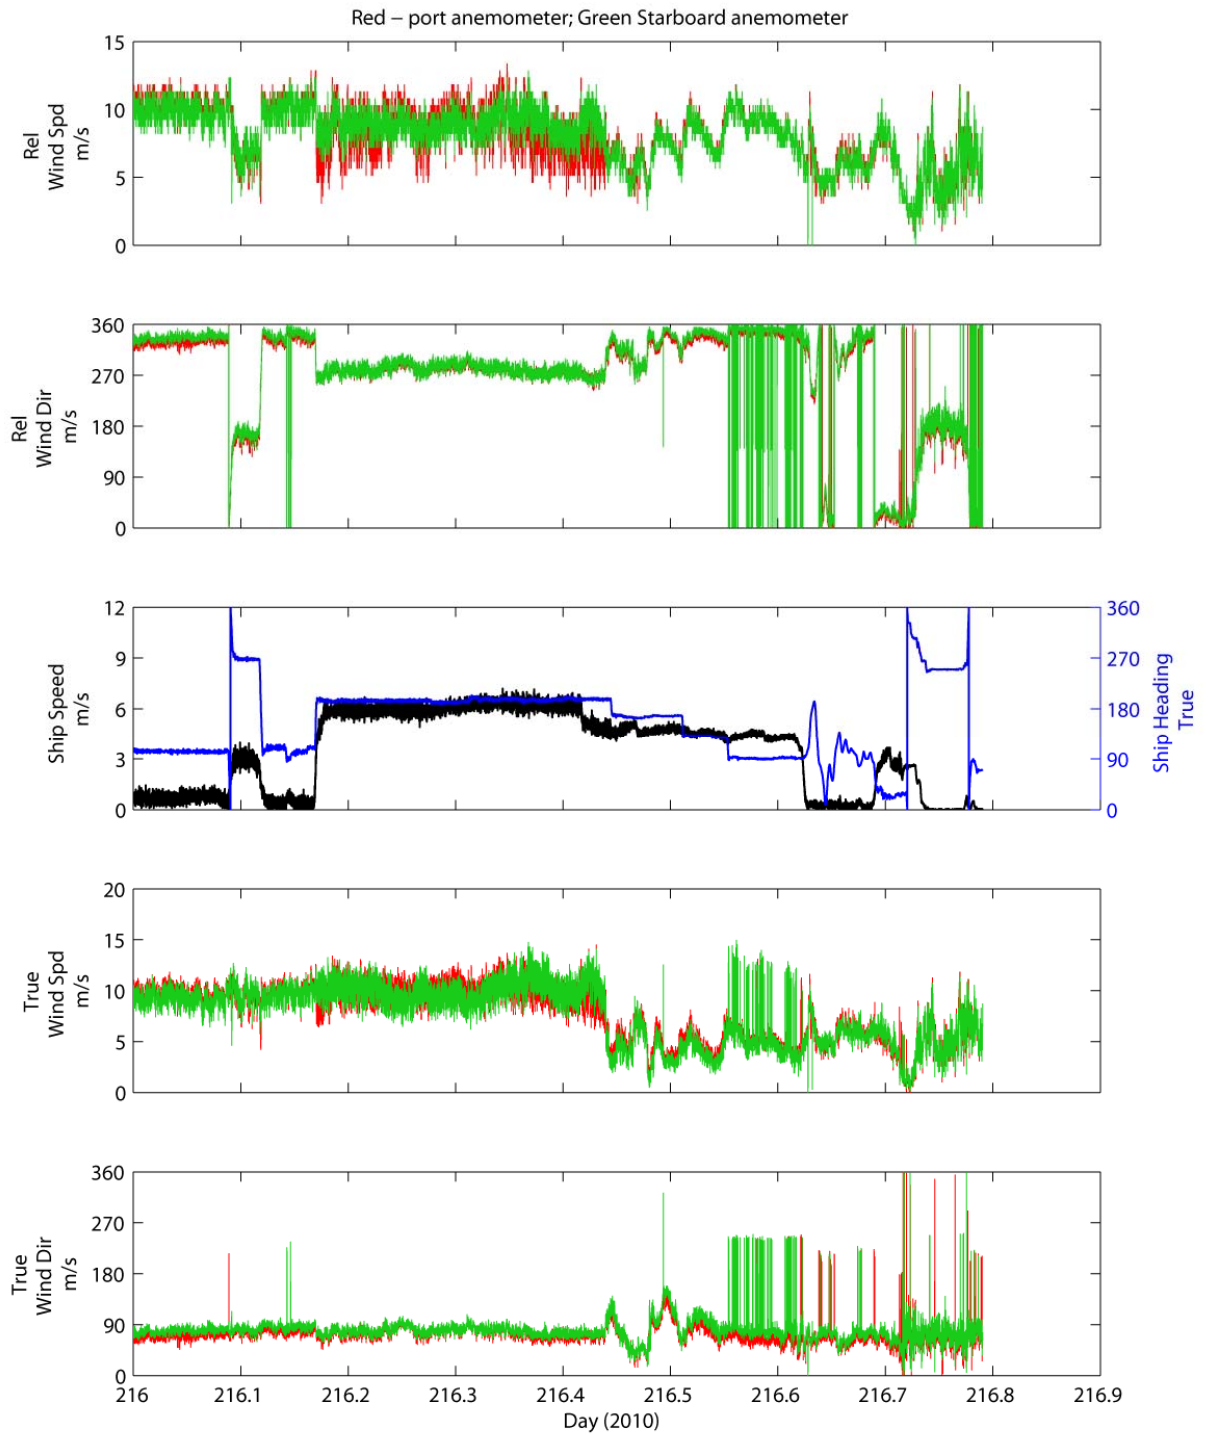 Red – port anemometer; Green Starboard anemometer
15
10
5
0
Rel
Wind Spd
m/s
360
270
180
90
0
Rel
Wind Dir
m/s
12
9
6
3
0
Ship Speed
m/s
360
270
180
90
0
Ship Heading
True
20
15
10
5
0
True
Wind Spd
m/s
360
270
180
90
0
True
Wind Dir
m/s
216 216.1 216.2 216.3 216.4 216.5 216.6 216.7 216.8 216.9
Day (2010)